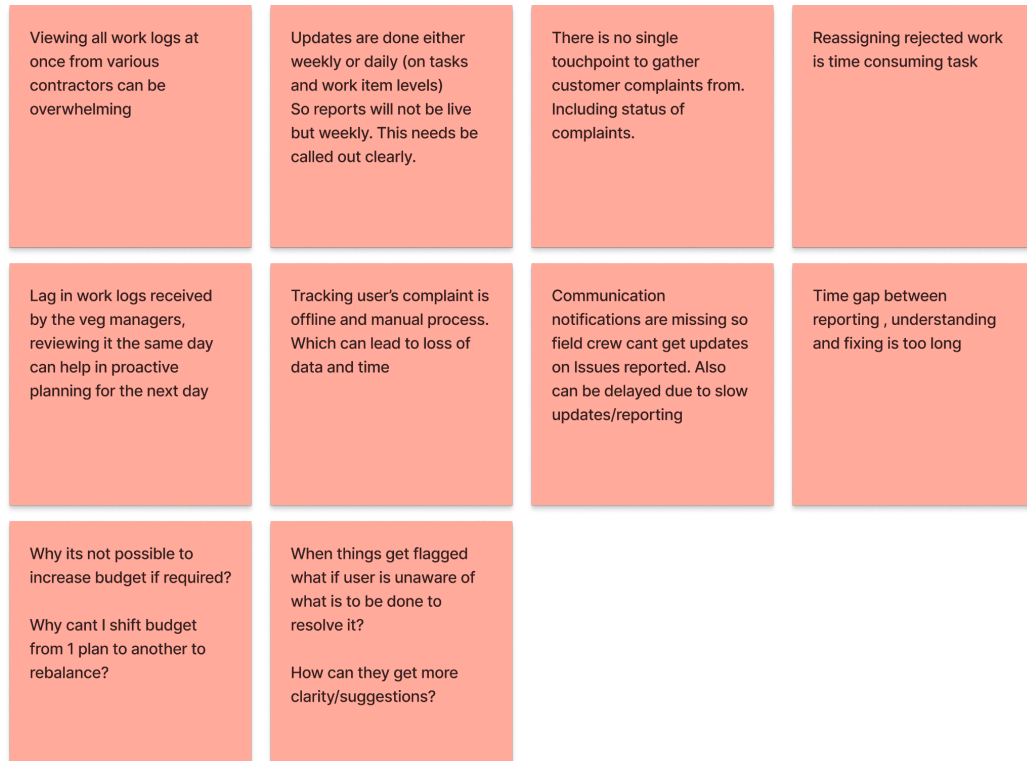 Viewing all work logs at
once from various
contractors can be
overwhelming
Updates are done either
weekly or daily (on tasks
and work item levels)
So reports will not be live
but weekly. This needs be
called out clearly.
There is no single
touchpoint to gather
customer complaints from.
Including status of
complaints.
Reassigning rejected work
is time consuming task
Lag in work logs received
by the veg managers,
reviewing it the same day
can help in proactive
planning for the next day
Tracking user’s complaint is
offline and manual process.
Which can lead to loss of
data and time
Communication
notifications are missing so
field crew cant get updates
on Issues reported. Also
can be delayed due to slow
updates/reporting
Time gap between
reporting , understanding
and fixing is too long
Why its not possible to
increase budget if required?
Why cant I shift budget
from 1 plan to another to
rebalance?
When things get flagged
what if user is unaware of
what is to be done to
resolve it?
How can they get more
clarity/suggestions?